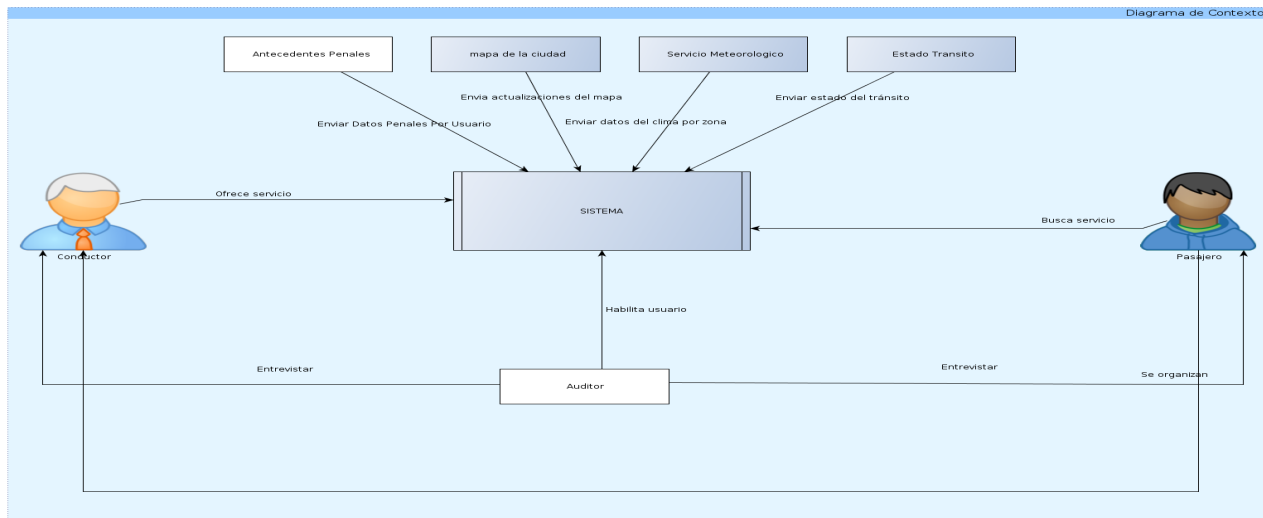 Diagrama de Contexto
Antecedentes Penales
mapa de la ciudad
Servicio Meteorologico
Estado Transito
Envia actualizaciones del mapa
Enviar estado del tránsito
Enviar Datos Penales Por Usuario
Enviar datos del clima por zona
Ofrece servicio
SISTEMA
Busca servicio
Conductor
Pasajero
Habilita usuario
Entrevistar
Entrevistar
Se organizan
Auditor